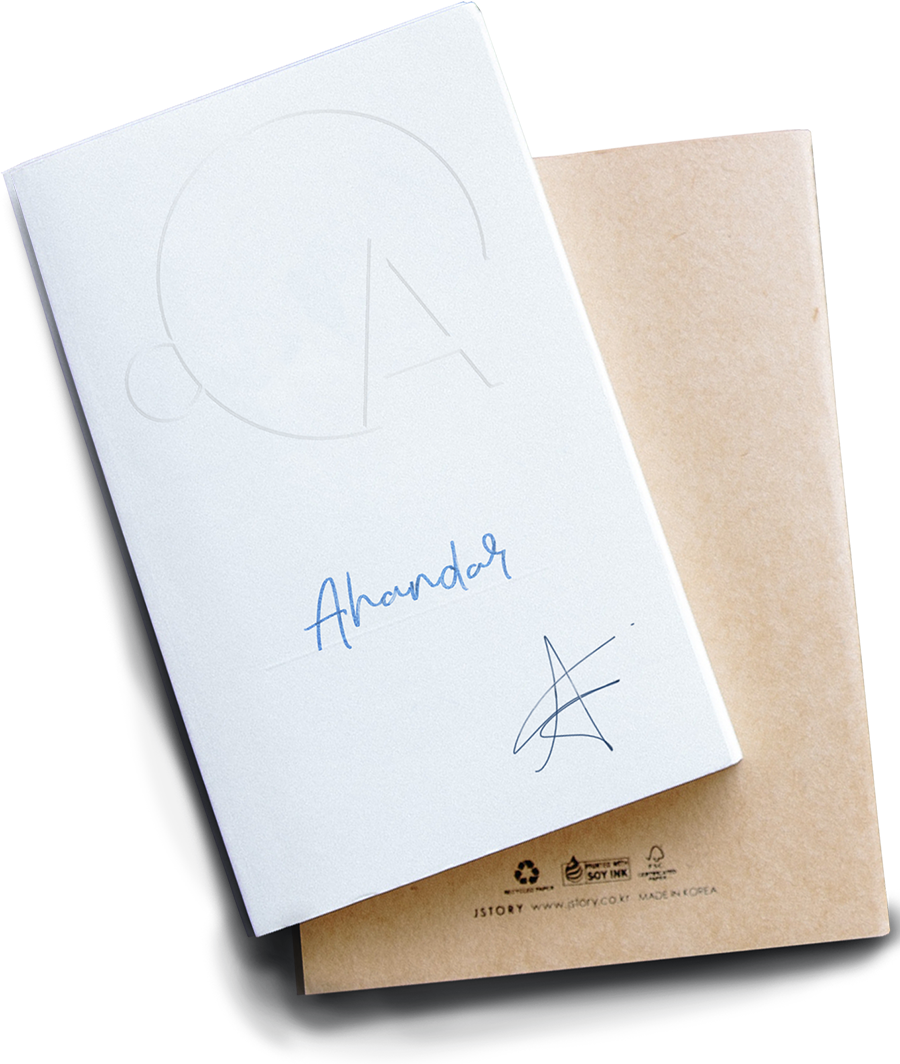 A
Ahandar
A
RECYCLED PAPER
PRINTED WITH
SOY INK
FSC
CERTIFIED
PAPER
JSTORY www.jstory.co.kr MADE IN KOREA